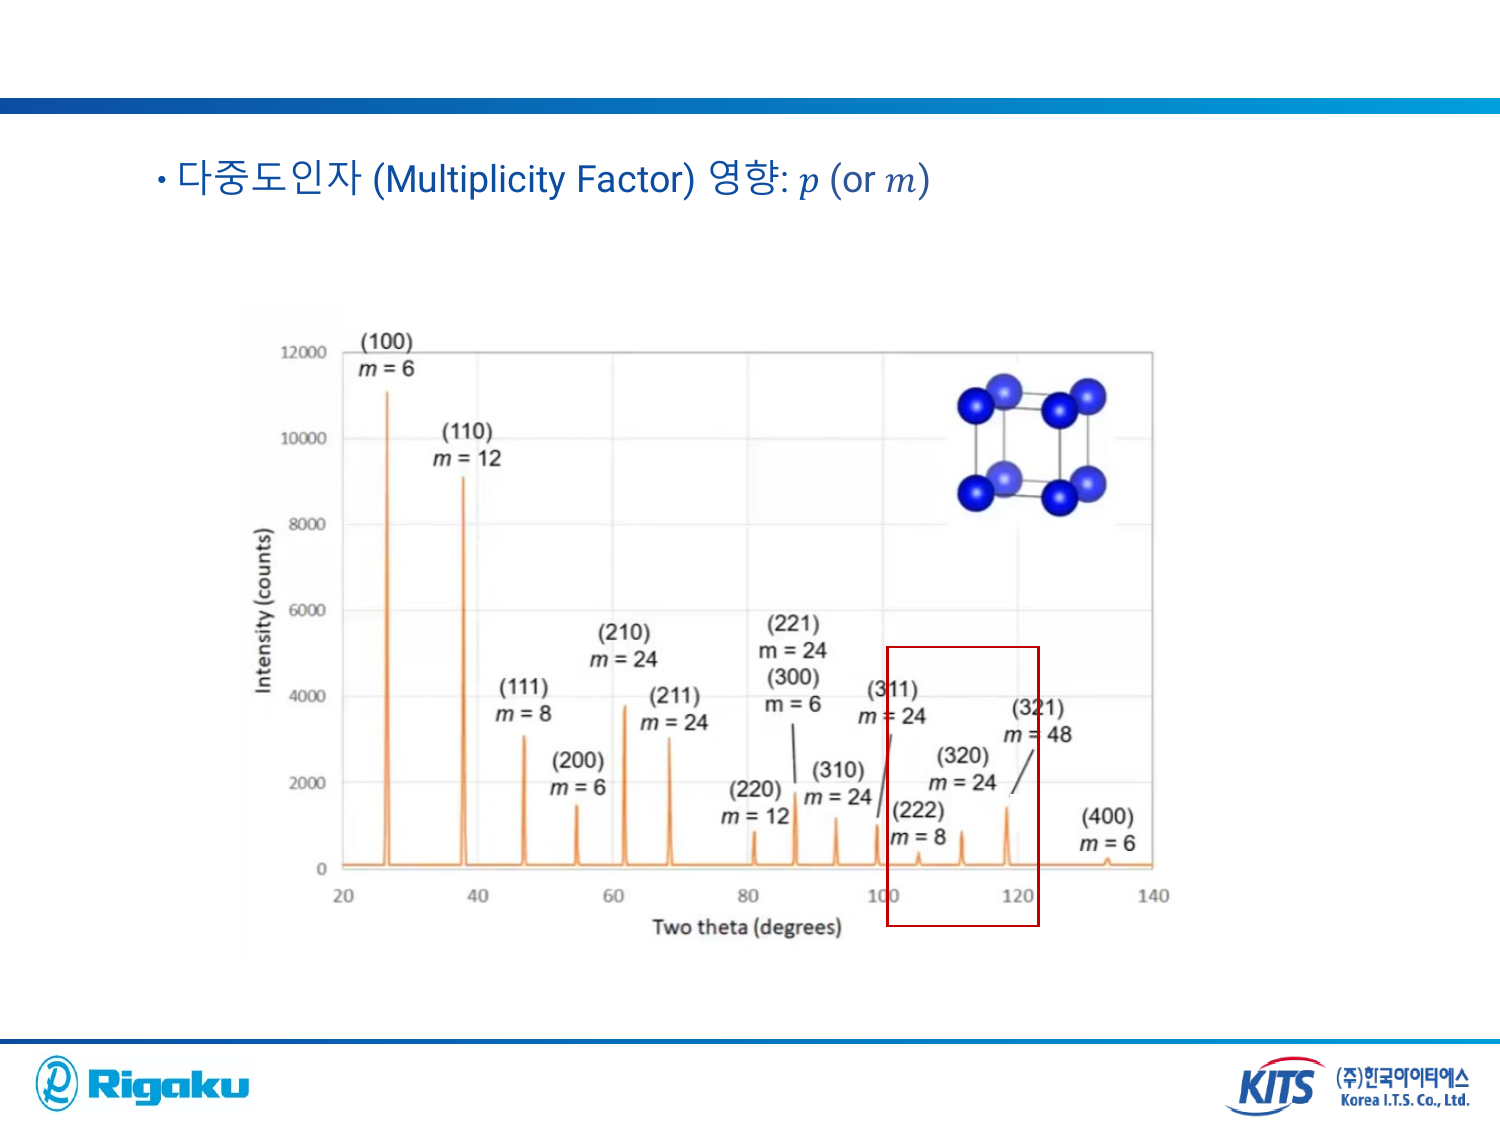 • 다중도인자 (Multiplicity Factor) 영향: 𝑝 (or 𝑚)
(100)
m = 6
(110)
m = 12
(111)
m = 8
(200)
m = 6
(210)
m = 24
(211)
m = 24
(220)
m = 12
(221)
m = 24
(300)
m = 6
(310)
m = 24
(311)
m = 24
(222)
m = 8
(320)
m = 24
(321)
m = 48
(400)
m = 6
Intensity (counts)
12000
10000
8000
6000
4000
2000
0
20 40 60 80 100 120 140
Two theta (degrees)
Rigaku
KITS
(주)한국아이티에스
Korea I.T.S. Co., Ltd.